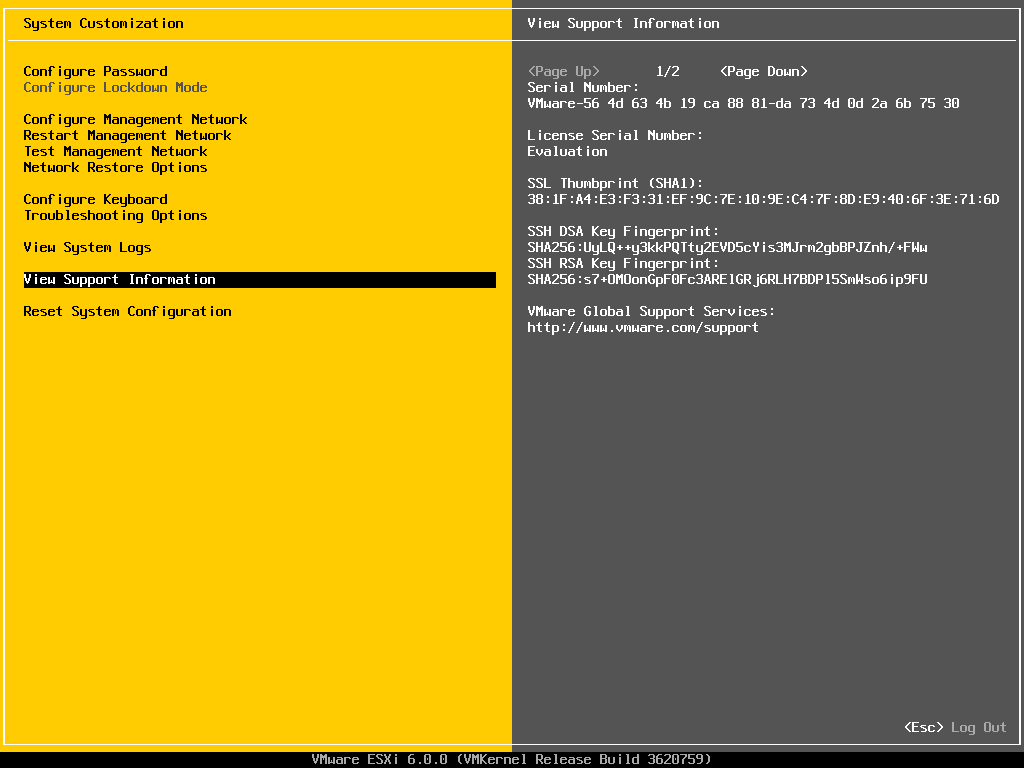 System Customization
Configure Password
Configure Lockdown Mode
Configure Management Network
Restart Management Network
Test Management Network
Network Restore Options
Configure Keyboard
Troubleshooting Options
View System Logs
View Support Information
Reset System Configuration
View Support Information
<Page Up> 1/2 <Page Down>
Serial Number:
VMware-56 4d 63 4b 19 ca 88 81-da 73 4d 0d 2a 6b 75 30
License Serial Number:
Evaluation
SSL Thumbprint (SHA1):
38:1F:A4:E3:F3:31:EF:9C:7E:10:9E:C4:7F:8D:E9:40:6F:3E:71:6D
SSH DSA Key Fingerprint:
SHA256:UyLQ++y3kkPQTty2EVD5cYis3MJrm2gbBPJZnh/+FWw
SSH RSA Key Fingerprint:
SHA256:s7+OMOonGpF0Fc3ARElGRj6RLH7BDPl5SmWso6ip9FU
VMware Global Support Services:
http://www.vmware.com/support
<Esc> Log Out
VMware ESXi 6.0.0 (VMKernel Release Build 3620759)